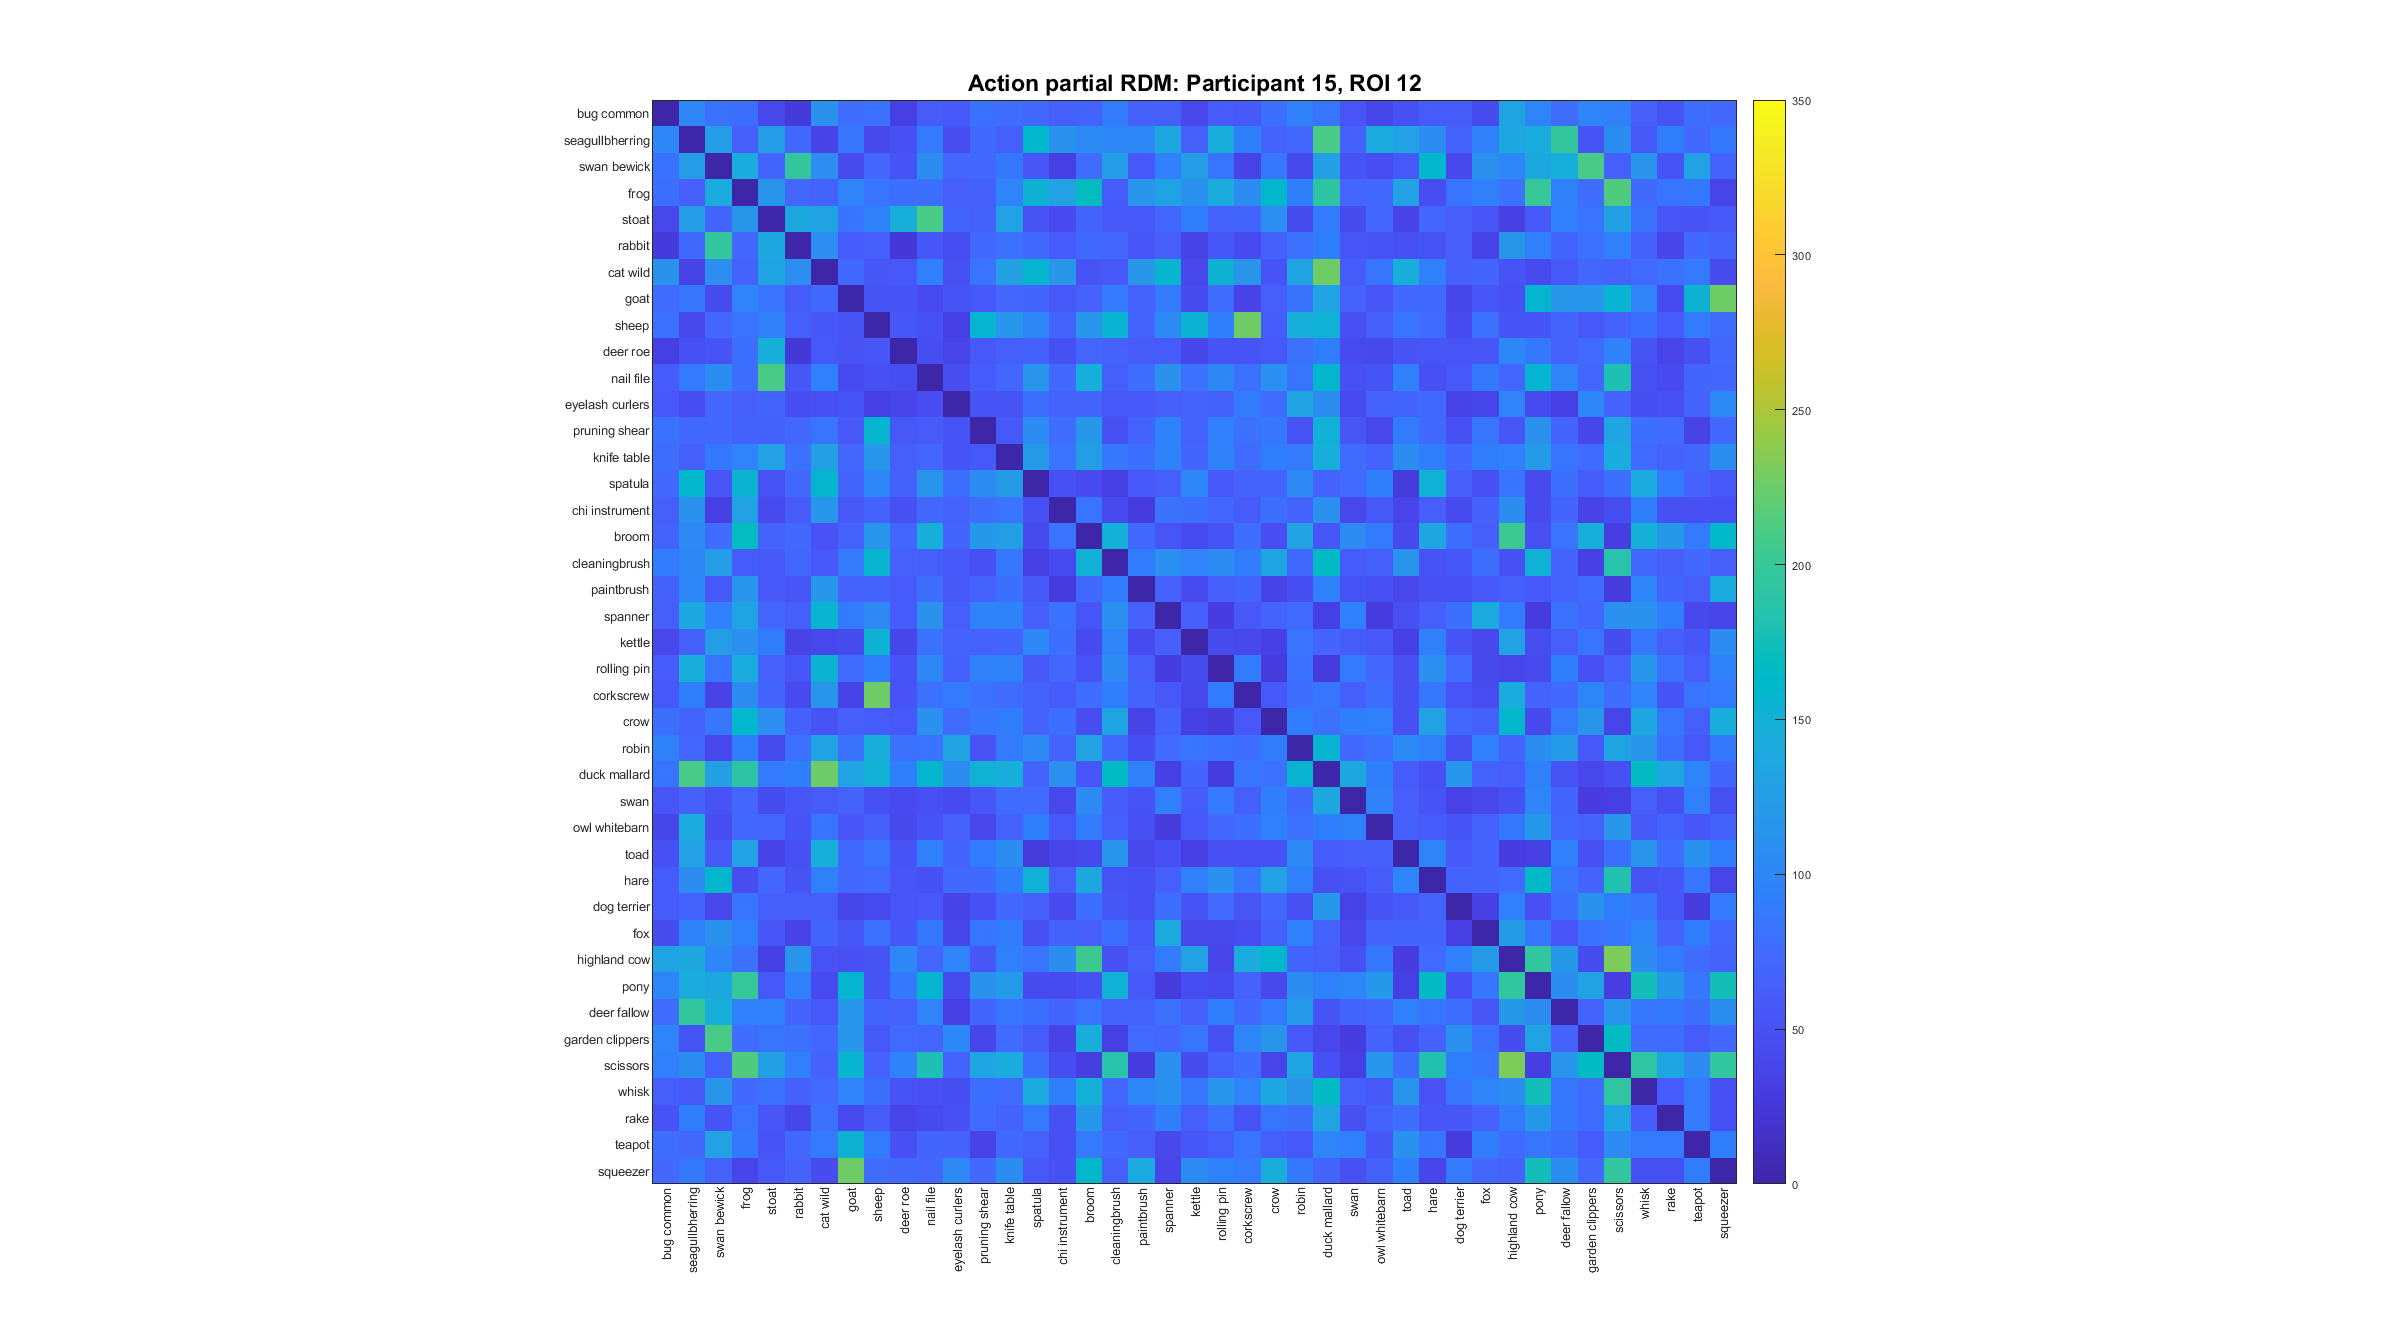 Action partial RDM: Participant 15, ROI 12
bug common
seagullbherring
swan bewick
frog
stoat
rabbit
cat wild
goat
sheep
deer roe
nail file
eyelash curlers
pruning shear
knife table
spatula
chi instrument
broom
cleaningbrush
paintbrush
spanner
kettle
rolling pin
corkscrew
crow
robin
duck mallard
swan
owl whitebarn
toad
hare
dog terrier
fox
highland cow
pony
deer fallow
garden clippers
scissors
whisk
rake
teapot
squeezer
bug common
seagullbherring
swan bewick
frog
stoat
rabbit
cat wild
goat
sheep
deer roe
nail file
eyelash curlers
pruning shear
knife table
spatula
chi instrument
broom
cleaningbrush
paintbrush
spanner
kettle
rolling pin
corkscrew
crow
robin
duck mallard
swan
owl whitebarn
toad
hare
dog terrier
fox
highland cow
pony
deer fallow
garden clippers
scissors
whisk
rake
teapot
squeezer
350
300
250
200
150
100
50
0